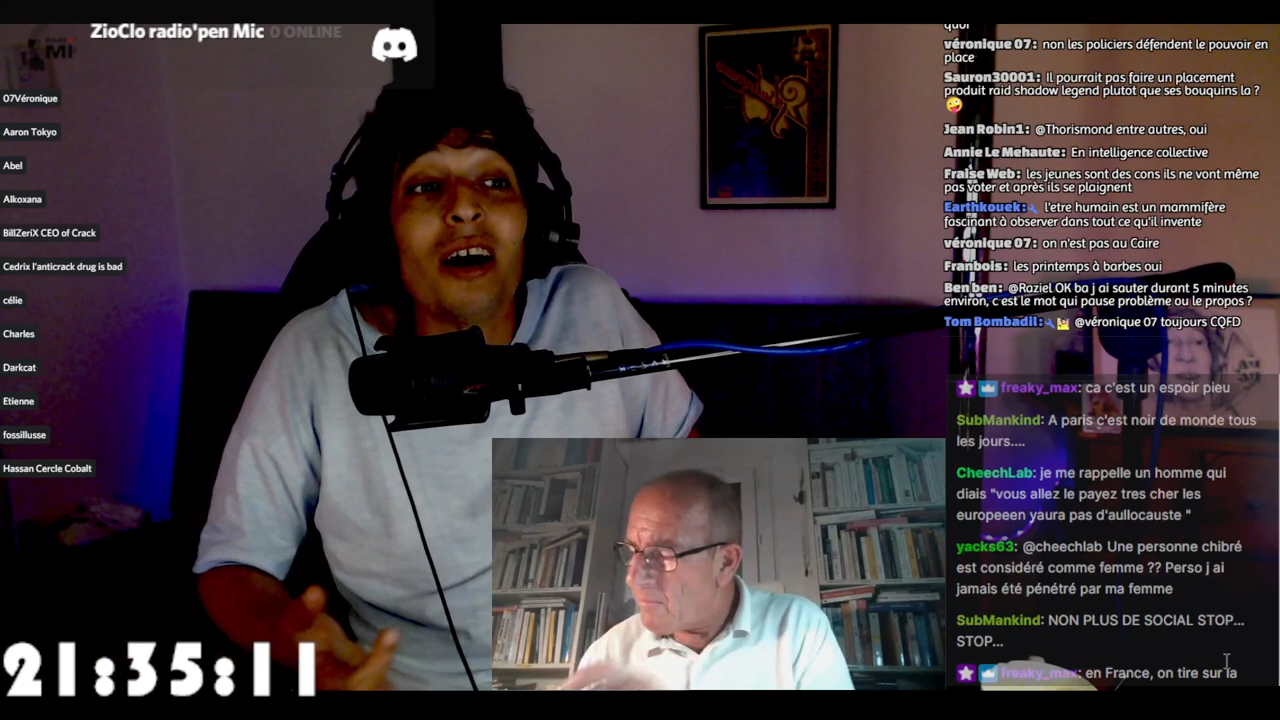 ZioClo radio'pen Mic 0 ONLINE
MI
07Véronique
Aaron Tokyo
Abel
Alkoxana
BillZeriX CEO of Crack
Cedrix l'anticrack drug is bad
célie
Charles
Darkcat
Etienne
fossillusse
Hassan Cercle Cobalt
21:35:11
quoi
véronique 07: non les policiers défendent le pouvoir en
place
Sauron30001: Il pourrait pas faire un placement
produit raid shadow legend plutot que ses bouquins la ?
🤪
Jean Robin1: @Thorismond entre autres, oui
Annie Le Mehaute: En intelligence collective
Fraise Web: les jeunes sont des cons ils ne vont même
pas voter et après ils se plaignent
Earthkouek: l'etre humain est un mammifère
fascinant à observer dans tout ce qu'il invente
véronique 07: on n'est pas au Caire
Franbois: les printemps à barbes oui
Ben ben: @Raziel OK ba j ai sauter durant 5 minutes
environ, c est le mot qui pause problème ou le propos ?
Tom Bombadil: @véronique 07 toujours CQFD
freaky_max: ca c'est un espoir pieu
SubMankind: A paris c'est noir de monde tous
les jours....
CheechLab: je me rappelle un homme qui
diais "vous allez le payez tres cher les
europeeen yaura pas d'aullocauste "
yacks63: @cheechlab Une personne chibré
est considéré comme femme ?? Perso j ai
jamais été pénétré par ma femme
SubMankind: NON PLUS DE SOCIAL STOP...
STOP...
freaky_max: en France, on tire sur la